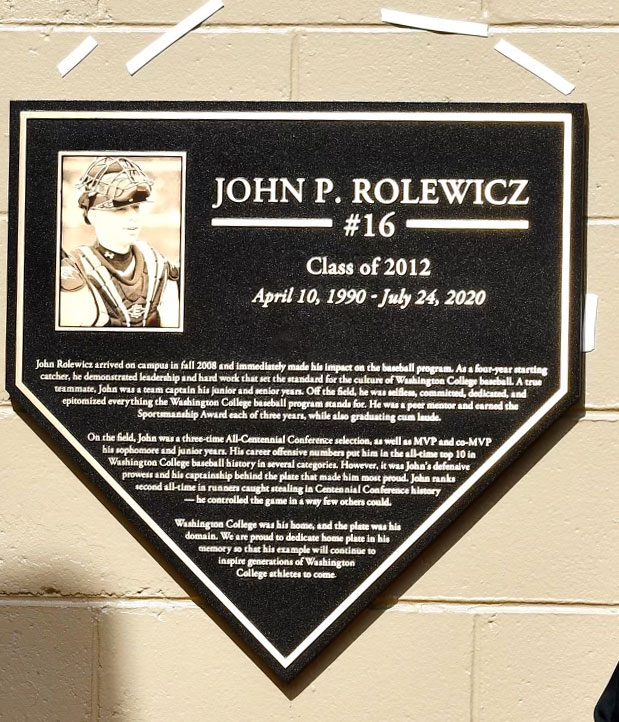 JOHN P. ROLEWICZ
#16
Class of 2012
April 10, 1990 - July 24, 2020
John Rolewicz arrived on campus in fall 2008 and immediately made his impact on the baseball program. As a four-year starting
catcher, he demonstrated leadership and hard work that set the standard for the culture of Washington College baseball. A true
teammate, John was a team captain his junior and senior years. Off the field, he was selfless, committed, dedicated, and
epitomized everything the Washington College baseball program stands for. He was a peer mentor and earned the
Sportsmanship Award each of three years, while also graduating cum laude.
On the field, John was a three-time All-Centennial Conference selection, as well as MVP and co-MVP
his sophomore and junior years. His career offensive numbers put him in the all-time top 10 in
Washington College baseball history in several categories. However, it was John's defensive
prowess and his captainship behind the plate that made him most proud. John ranks
second all-time in runners caught stealing in Centennial Conference history
— he controlled the game in a way few others could.
Washington College was his home, and the plate was his
domain. We are proud to dedicate home plate in his
memory so that his example will continue to
inspire generations of Washington
College athletes to come.